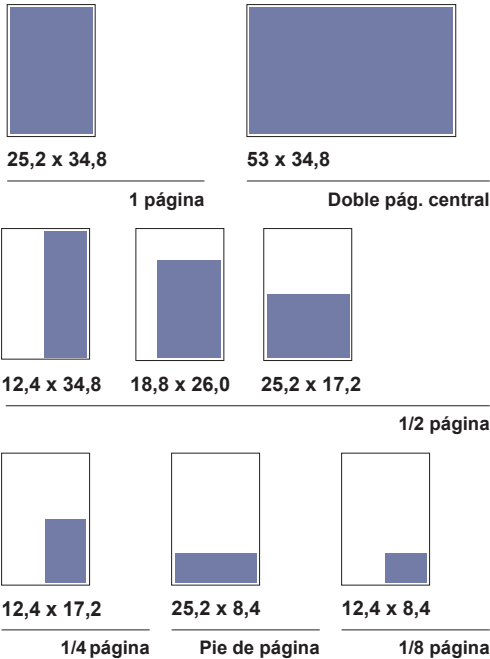 25,2 x 34,8
53 x 34,8
1 página
Doble pág. central
12,4 x 34,8
18,8 x 26,0
25,2 x 17,2
1/2 página
12,4 x 17,2
25,2 x 8,4
12,4 x 8,4
1/4 página
Pie de página
1/8 página